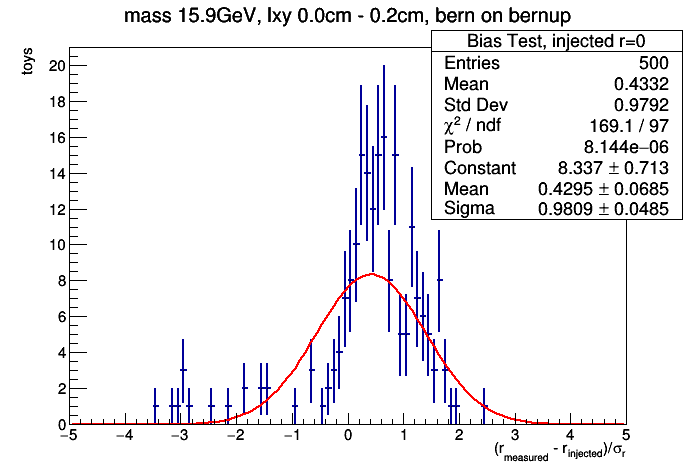 mass 15.9GeV, lxy 0.0cm - 0.2cm, bern on bernup
Bias Test, injected r=0
Entries 500
Mean 0.4332
Std Dev 0.9792
χ² / ndf 169.1 / 97
Prob 8.144e−06
Constant 8.337 ± 0.713
Mean 0.4295 ± 0.0685
Sigma 0.9809 ± 0.0485
toys
20
18
16
14
12
10
8
6
4
2
0
−5 −4 −3 −2 −1 0 1 2 3 4 5
(r_measured - r_injected)/σ_r